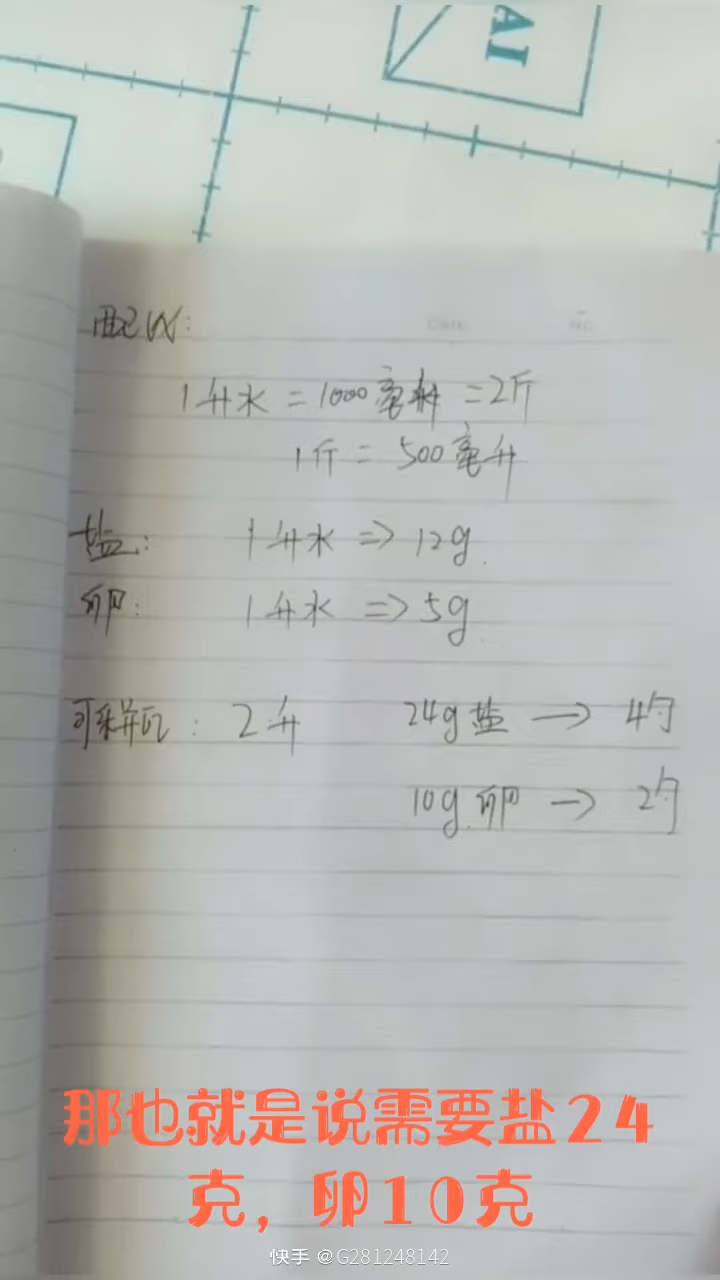 AI
配比:
1升水 = 1000毫升 = 2斤
1斤 = 500毫升
盐: 1升水 => 12g.
卵: 1升水 => 5g.
可乐瓶: 2升 24g盐 → 4勺
10g.卵 → 2勺
那也就是说需要盐24
克,卵10克
快手 @G281248142